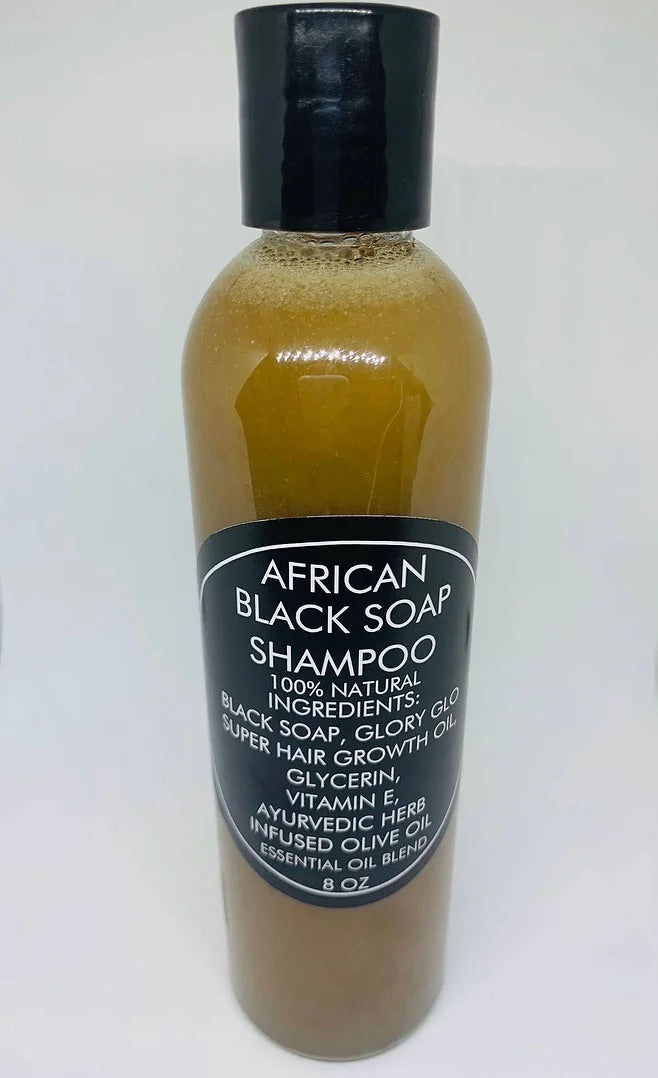 AFRICAN
BLACK SOAP
SHAMPOO
100% NATURAL
INGREDIENTS:
BLACK SOAP, GLORY GLO
SUPER HAIR GROWTH OIL,
GLYCERIN,
VITAMIN E,
AYURVEDIC HERB
INFUSED OLIVE OIL
ESSENTIAL OIL BLEND
8 OZ